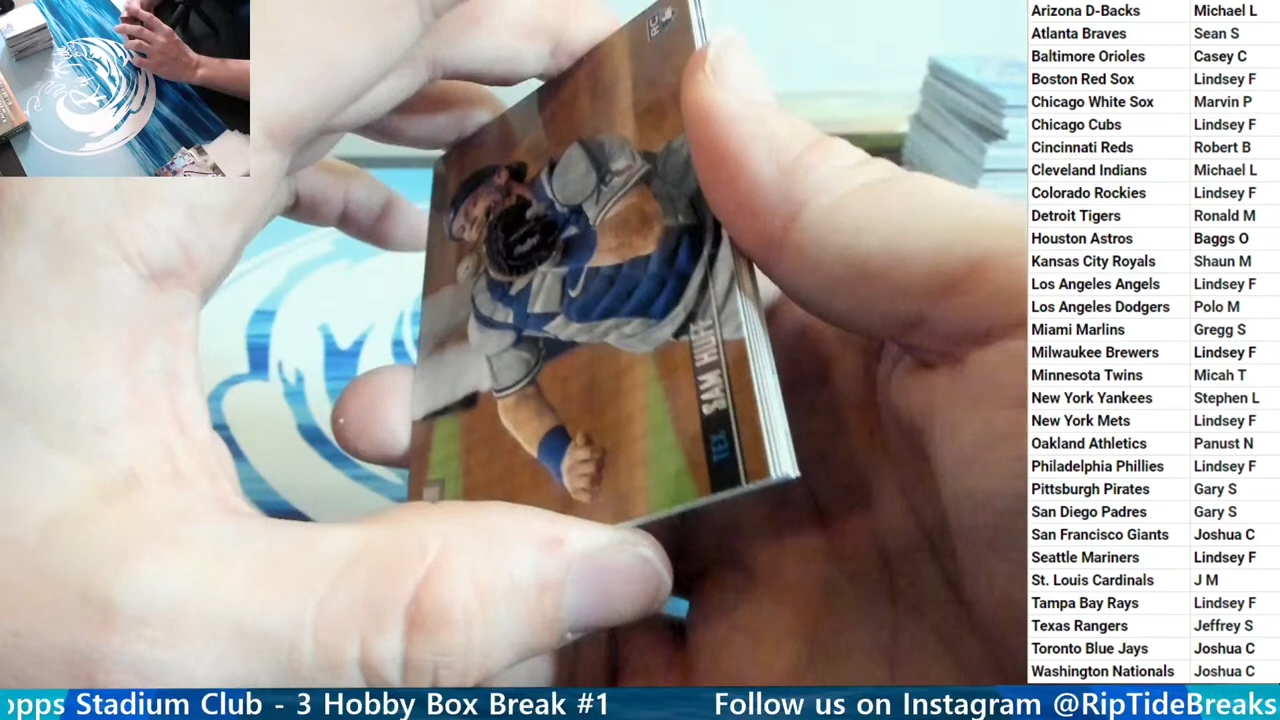 Arizona D-Backs Michael L
Atlanta Braves Sean S
Baltimore Orioles Casey C
Boston Red Sox Lindsey F
Chicago White Sox Marvin P
Chicago Cubs Lindsey F
Cincinnati Reds Robert B
Cleveland Indians Michael L
Colorado Rockies Lindsey F
Detroit Tigers Ronald M
Houston Astros Baggs O
Kansas City Royals Shaun M
Los Angeles Angels Lindsey F
Los Angeles Dodgers Polo M
Miami Marlins Gregg S
Milwaukee Brewers Lindsey F
Minnesota Twins Micah T
New York Yankees Stephen L
New York Mets Lindsey F
Oakland Athletics Panust N
Philadelphia Phillies Lindsey F
Pittsburgh Pirates Gary S
San Diego Padres Gary S
San Francisco Giants Joshua C
Seattle Mariners Lindsey F
St. Louis Cardinals J M
Tampa Bay Rays Lindsey F
Texas Rangers Jeffrey S
Toronto Blue Jays Joshua C
Washington Nationals Joshua C
RC
TEX SAM HUFF
opps Stadium Club - 3 Hobby Box Break #1 Follow us on Instagram @RipTideBreaks